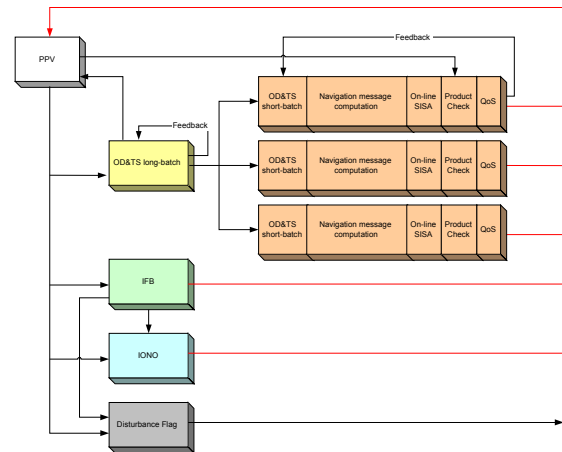 Feedback
PPV
OD&TS
short-batch
Navigation message
computation
On-line
SISA
Product
Check
QoS
Feedback
OD&TS long-batch
OD&TS
short-batch
Navigation message
computation
On-line
SISA
Product
Check
QoS
OD&TS
short-batch
Navigation message
computation
On-line
SISA
Product
Check
QoS
IFB
IONO
Disturbance Flag